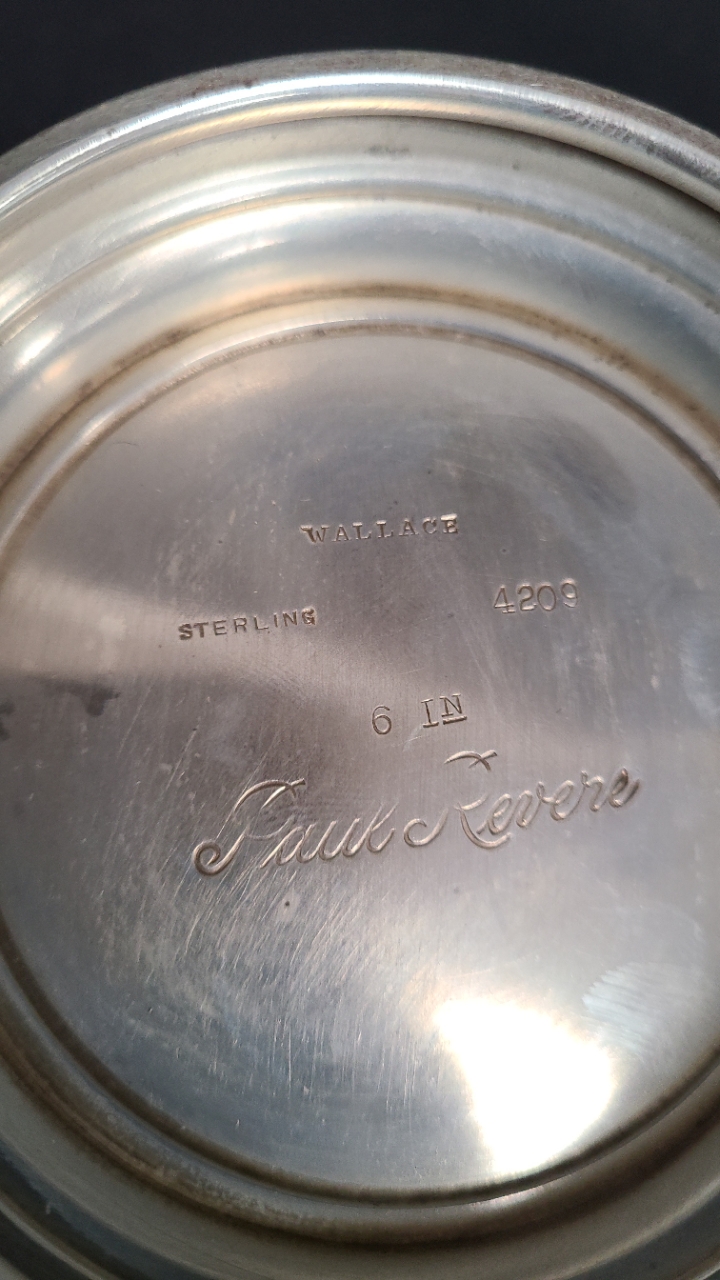 WALLACE
STERLING 4209
6 IN
Paul Revere